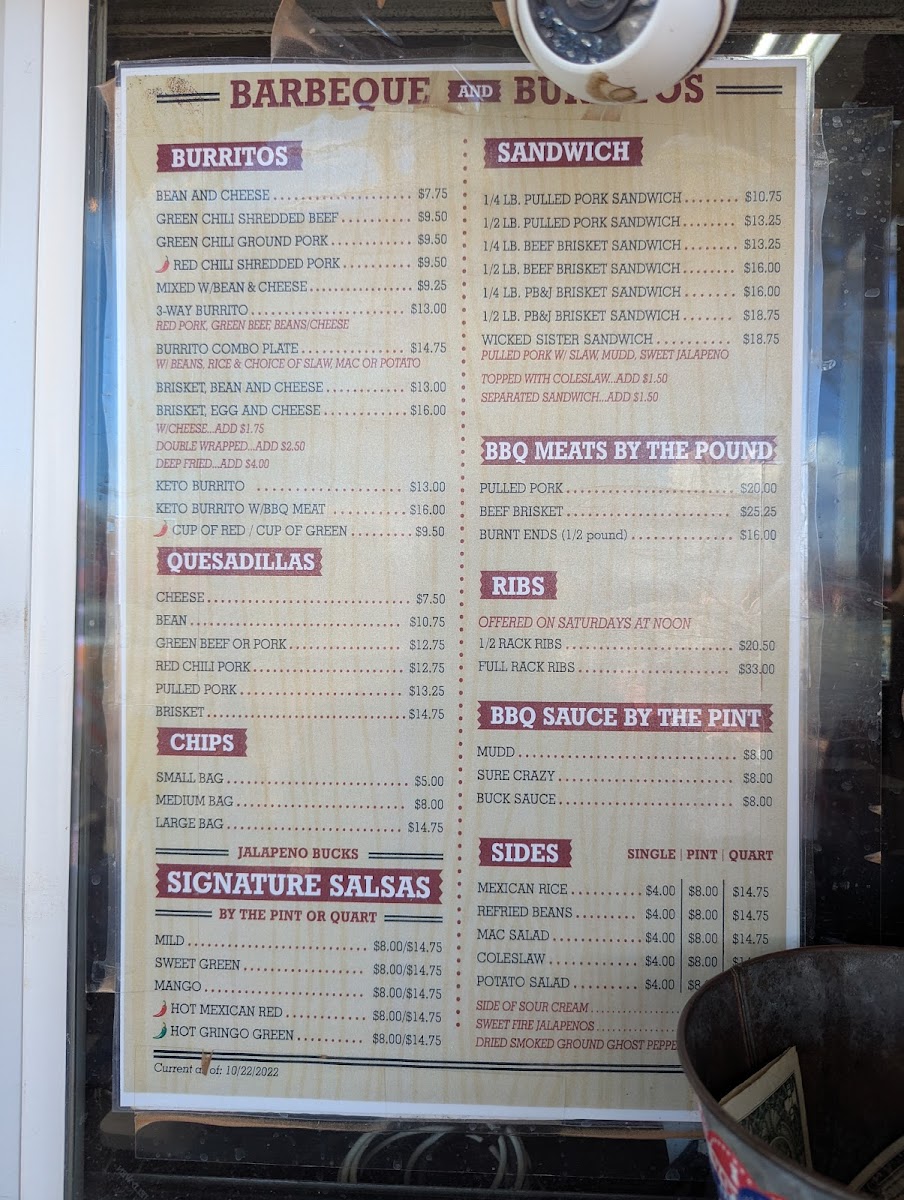 BARBEQUE AND
BURRITOS
BEAN AND CHEESE $7.75
GREEN CHILI SHREDDED BEEF $9.50
GREEN CHILI GROUND PORK $9.50
RED CHILI SHREDDED PORK $9.50
MIXED W/BEAN & CHEESE $9.25
3-WAY BURRITO $13.00
RED PORK, GREEN BEEF, BEANS/CHEESE
BURRITO COMBO PLATE $14.75
W/ BEANS, RICE & CHOICE OF SLAW, MAC OR POTATO
BRISKET, BEAN AND CHEESE $13.00
BRISKET, EGG AND CHEESE $16.00
W/CHEESE...ADD $1.75
DOUBLE WRAPPED...ADD $2.50
DEEP FRIED...ADD $4.00
KETO BURRITO $13.00
KETO BURRITO W/BBQ MEAT $16.00
CUP OF RED / CUP OF GREEN $9.50
QUESADILLAS
CHEESE $7.50
BEAN $10.75
GREEN BEEF OR PORK $12.75
RED CHILI PORK $12.75
PULLED PORK $13.25
BRISKET $14.75
CHIPS
SMALL BAG $5.00
MEDIUM BAG $8.00
LARGE BAG $14.75
JALAPENO BUCKS
SIGNATURE SALSAS
BY THE PINT OR QUART
MILD $8.00/$14.75
SWEET GREEN $8.00/$14.75
MANGO $8.00/$14.75
HOT MEXICAN RED $8.00/$14.75
HOT GRINGO GREEN $8.00/$14.75
Current as of: 10/22/2022
SANDWICH
1/4 LB. PULLED PORK SANDWICH $10.75
1/2 LB. PULLED PORK SANDWICH $13.25
1/4 LB. BEEF BRISKET SANDWICH $13.25
1/2 LB. BEEF BRISKET SANDWICH $16.00
1/4 LB. PB&J BRISKET SANDWICH $16.00
1/2 LB. PB&J BRISKET SANDWICH $18.75
WICKED SISTER SANDWICH $18.75
PULLED PORK W/ SLAW, MUDD, SWEET JALAPENO
TOPPED WITH COLESLAW...ADD $1.50
SEPARATED SANDWICH...ADD $1.50
BBQ MEATS BY THE POUND
PULLED PORK $20.00
BEEF BRISKET $25.25
BURNT ENDS (1/2 pound) $16.00
RIBS
OFFERED ON SATURDAYS AT NOON
1/2 RACK RIBS $20.50
FULL RACK RIBS $33.00
BBQ SAUCE BY THE PINT
MUDD $8.00
SURE CRAZY $8.00
BUCK SAUCE $8.00
SIDES SINGLE | PINT | QUART
MEXICAN RICE $4.00 $8.00 $14.75
REFRIED BEANS $4.00 $8.00 $14.75
MAC SALAD $4.00 $8.00 $14.75
COLESLAW $4.00 $8.00
POTATO SALAD $4.00
SIDE OF SOUR CREAM
SWEET FIRE JALAPENOS
DRIED SMOKED GROUND GHOST